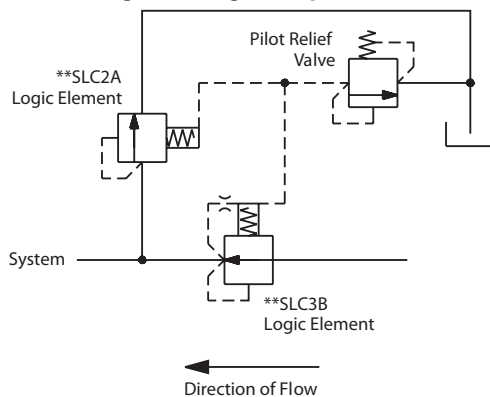 Pilot Relief
Valve
**SLC2A
Logic Element
System
**SLC3B
Logic Element
Direction of Flow